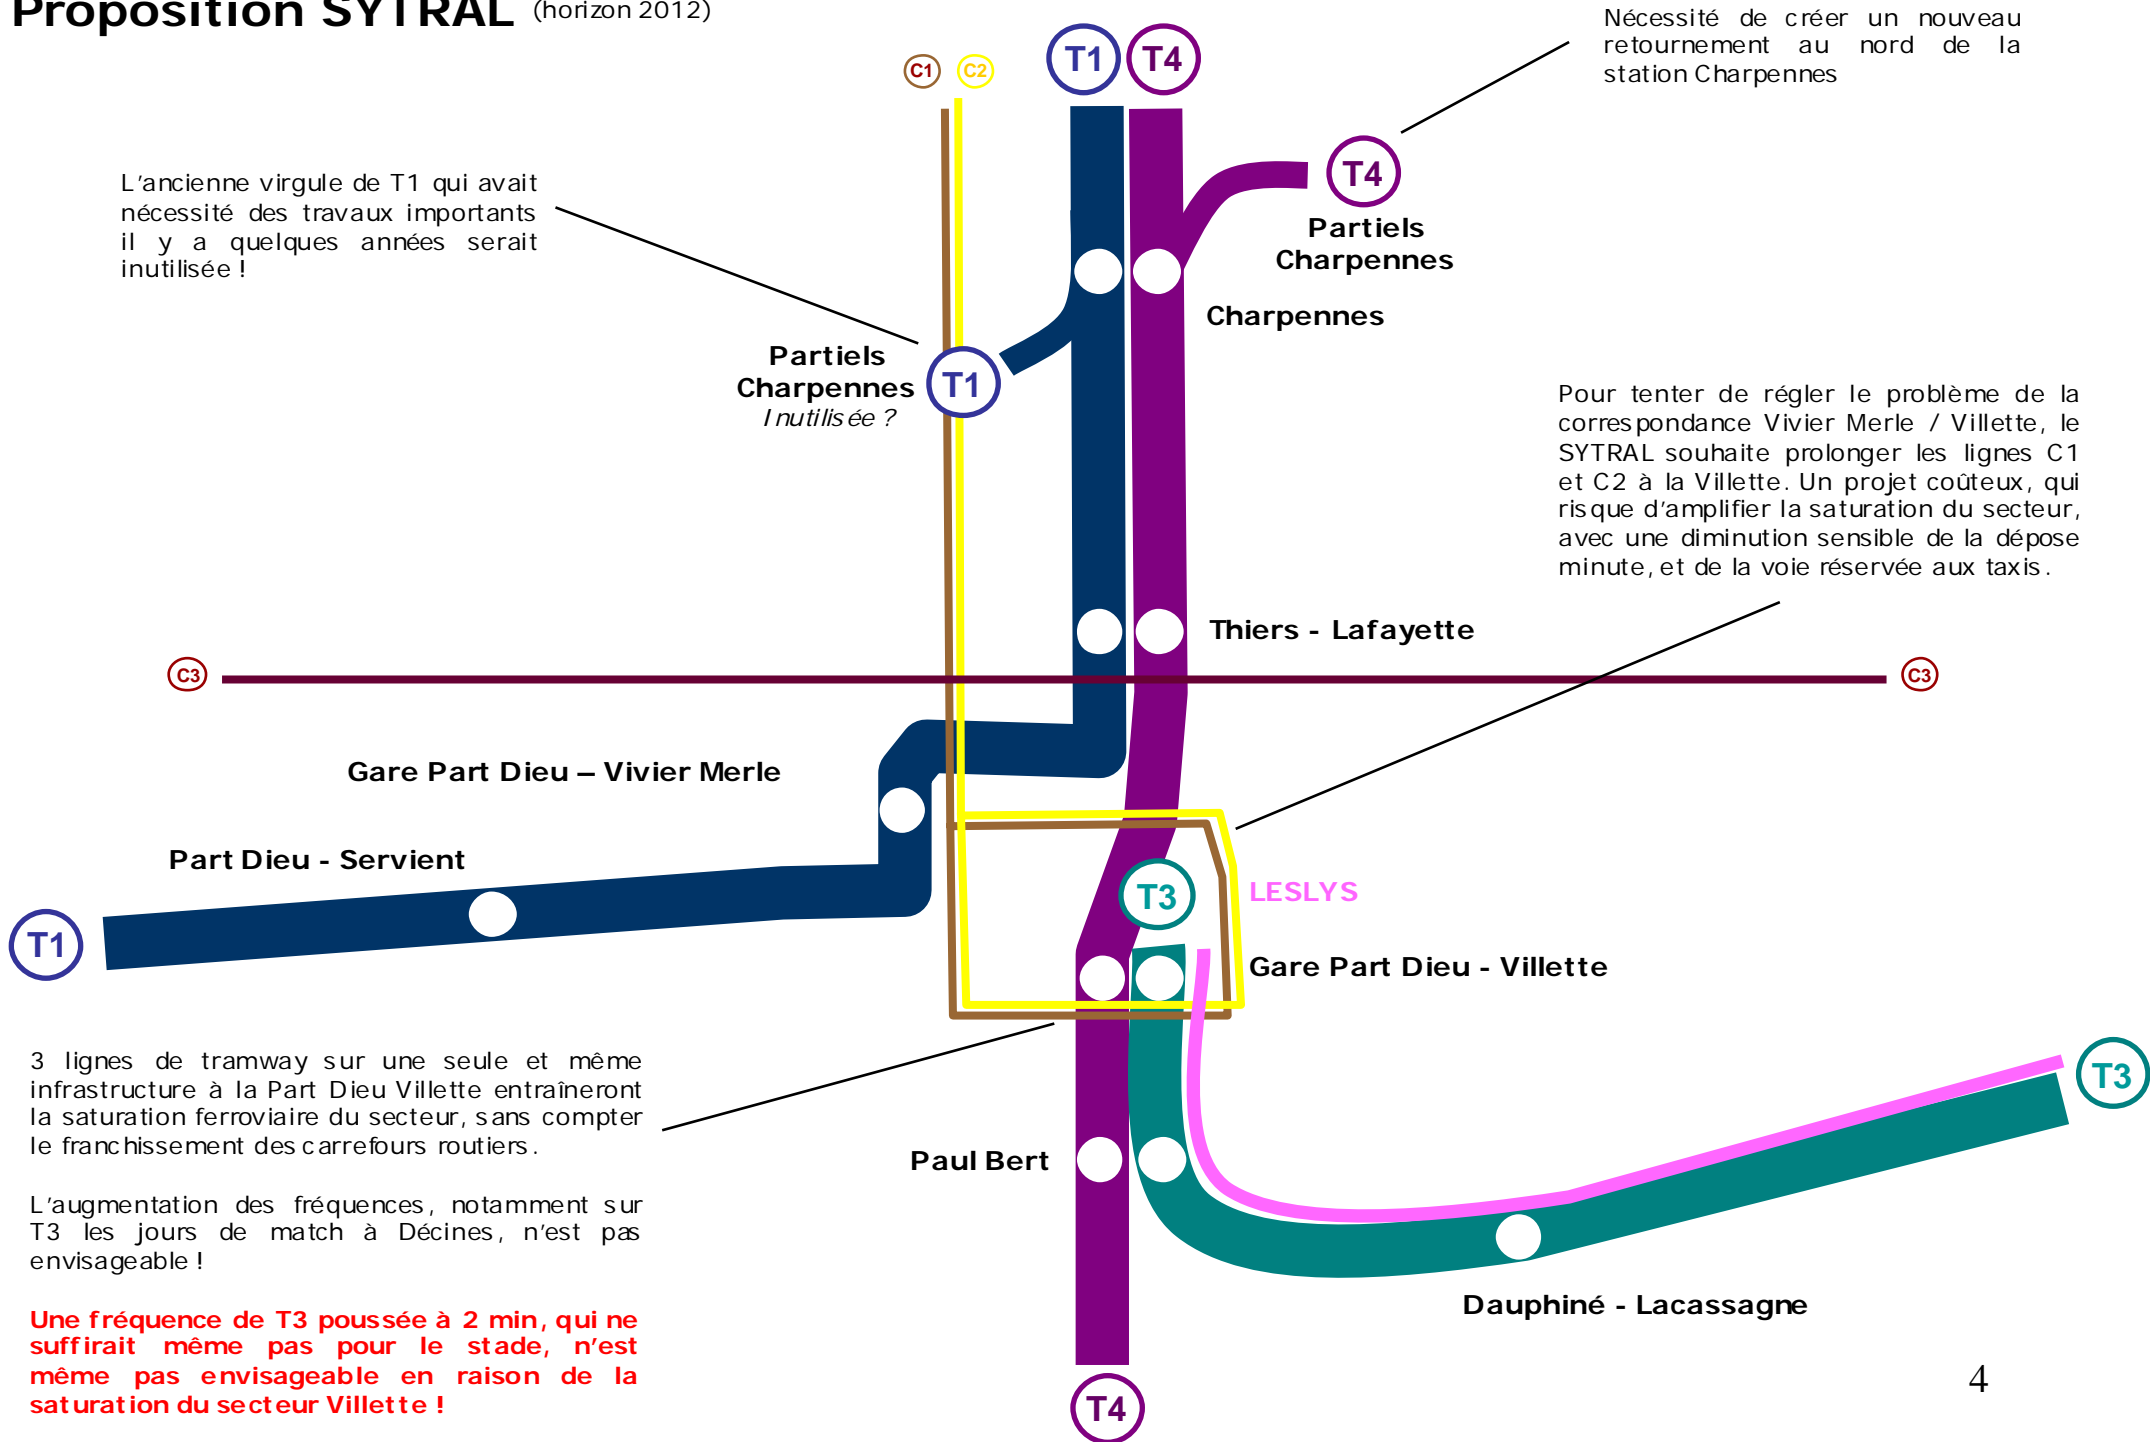 Proposition SYTRAL (horizon 2012)
C1
C2
T1
T4
Nécessité de créer un nouveau
retournement au nord de la
station Charpennes
L'ancienne virgule de T1 qui avait
nécessité des travaux importants
il y a quelques années serait
inutilisée !
T4
Partiels
Charpennes
Charpennes
Partiels
Charpennes
Inutilisée ?
T1
Pour tenter de régler le problème de la
correspondance Vivier Merle / Villette, le
SYTRAL souhaite prolonger les lignes C1
et C2 à la Villette. Un projet coûteux, qui
risque d'amplifier la saturation du secteur,
avec une diminution sensible de la dépose
minute, et de la voie réservée aux taxis.
Thiers - Lafayette
C3
C3
Gare Part Dieu – Vivier Merle
Part Dieu - Servient
T3
LESLYS
T1
Gare Part Dieu - Villette
3 lignes de tramway sur une seule et même
infrastructure à la Part Dieu Villette entraîneront
la saturation ferroviaire du secteur, sans compter
le franchissement des carrefours routiers.
T3
Paul Bert
L'augmentation des fréquences, notamment sur
T3 les jours de match à Décines, n'est pas
envisageable !
Dauphiné - Lacassagne
Une fréquence de T3 poussée à 2 min, qui ne
suffirait même pas pour le stade, n'est
même pas envisageable en raison de la
saturation du secteur Villette !
T4
4